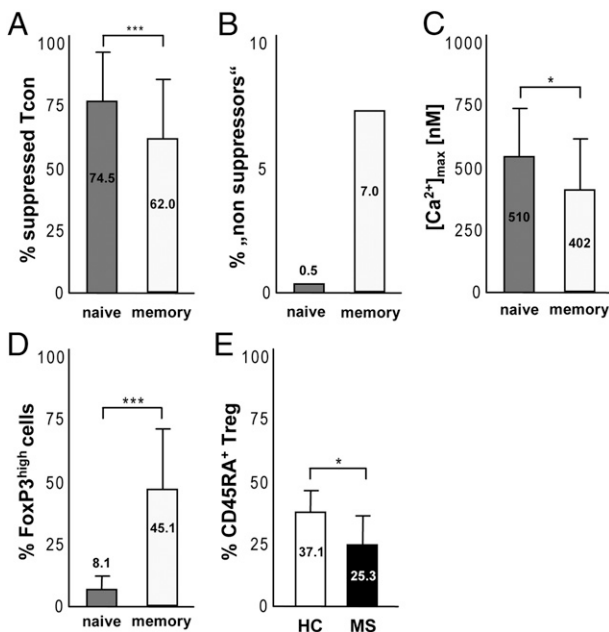 A
***
100
75
50
25
0
% suppressed Tcon
74.5
62.0
naive memory
B
10
5
0
% „non suppressors“
0.5
7.0
naive memory
C
*
1000
750
500
250
0
[Ca²⁺]max [nM]
510
402
naive memory
D
***
100
75
50
25
0
% FoxP3ʰⁱᵍʰ cells
8.1
45.1
naive memory
E
*
100
75
50
25
0
% CD45RA⁺ Treg
37.1
25.3
HC MS